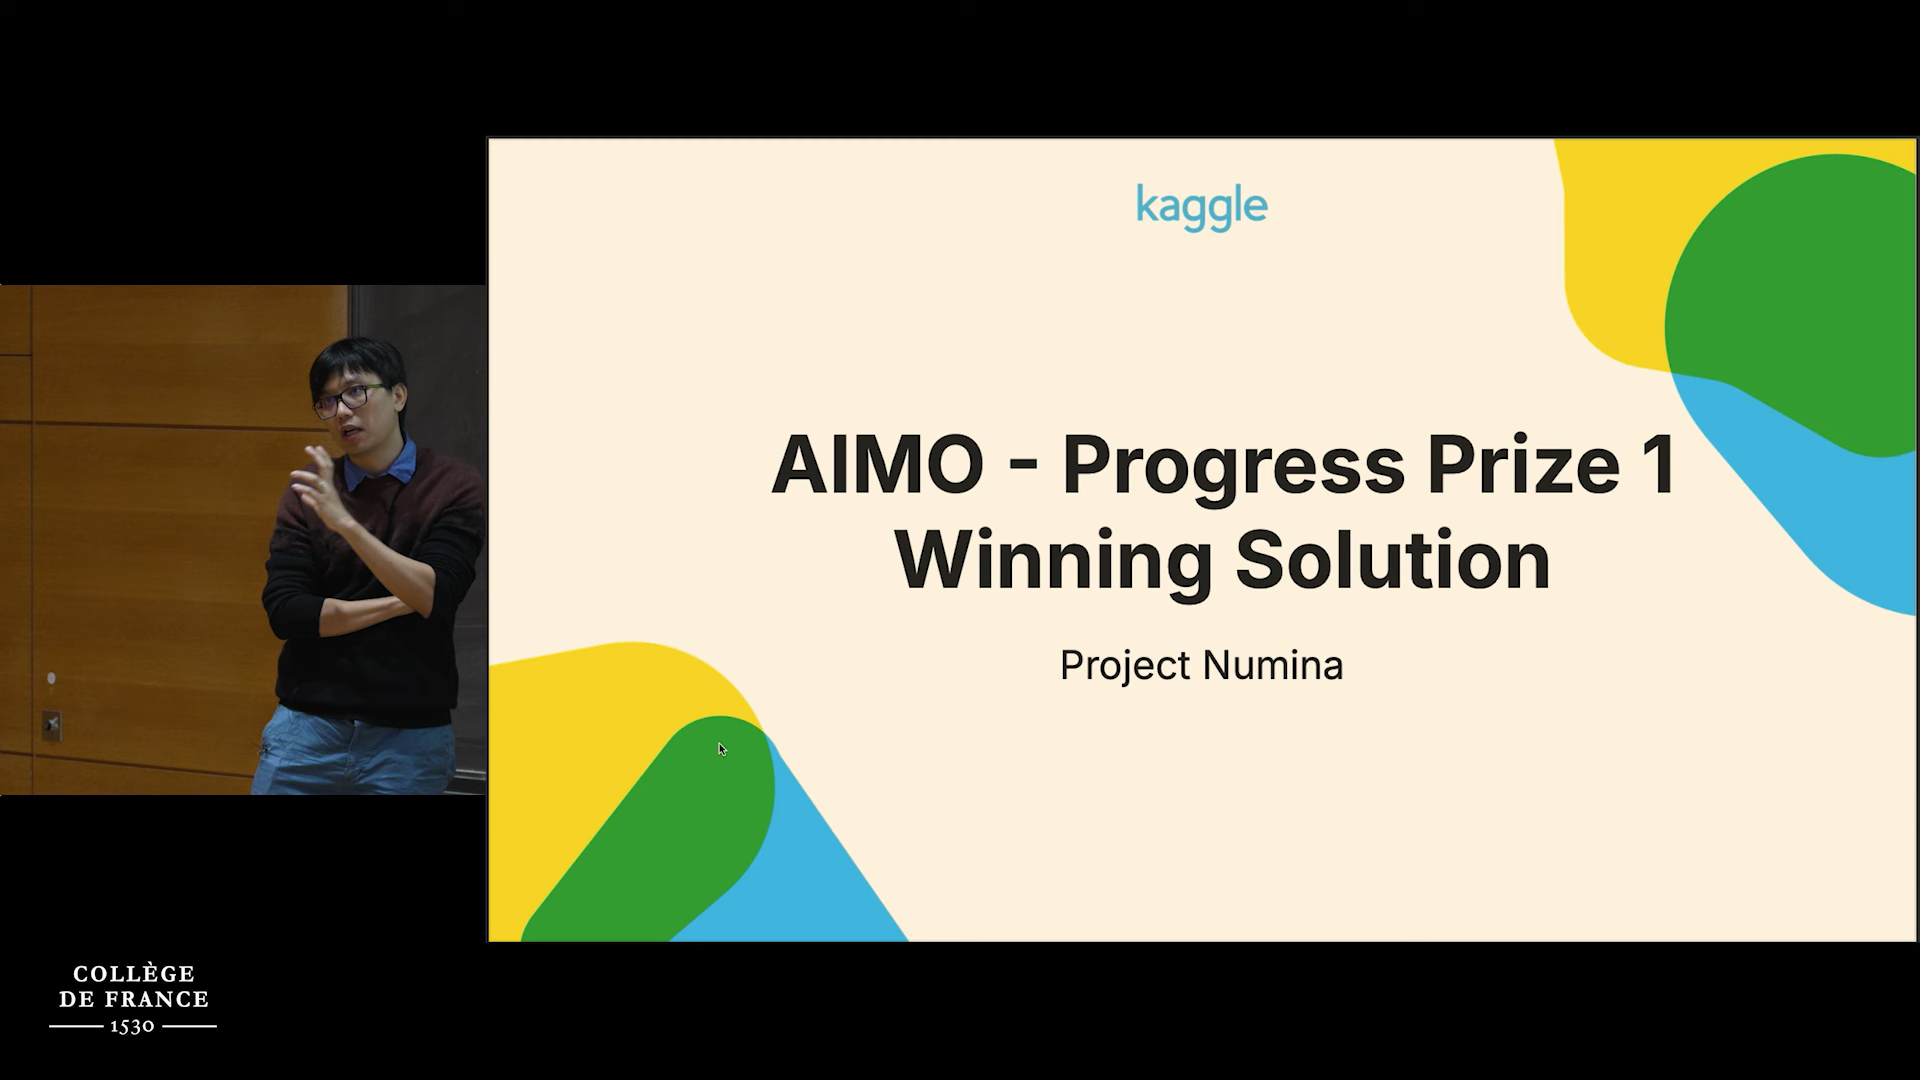 kaggle
AIMO - Progress Prize 1
Winning Solution
Project Numina
COLLÈGE
DE FRANCE
1530